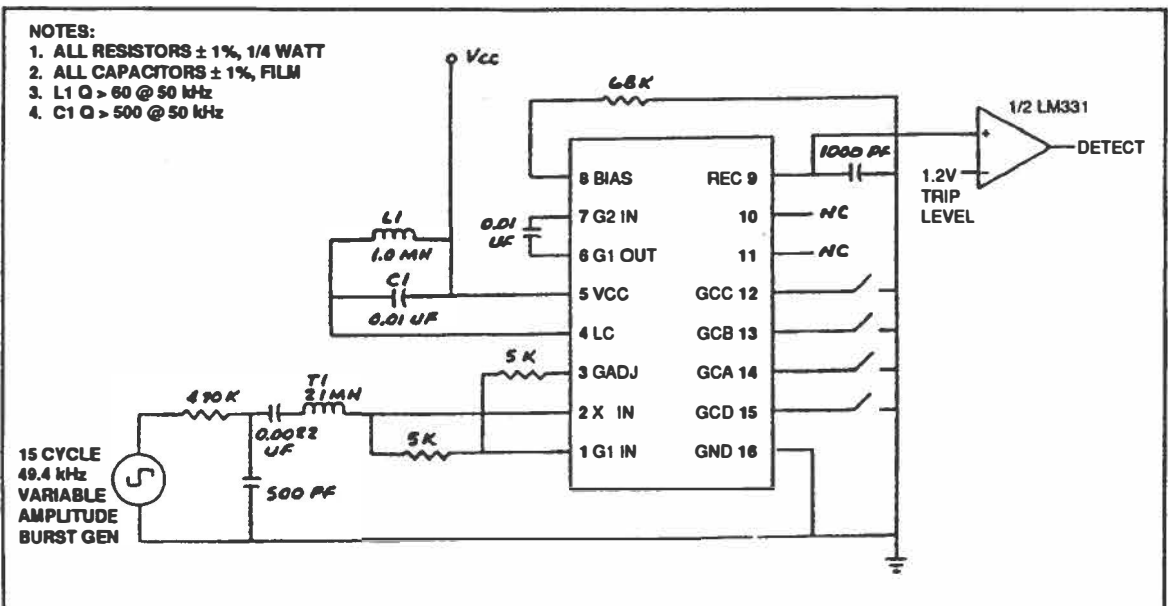 NOTES:
1. ALL RESISTORS ± 1%, 1/4 WATT
2. ALL CAPACITORS ± 1%, FILM
3. L1 Q > 60 @ 50 kHz
4. C1 Q > 500 @ 50 kHz
Vcc
68K
1/2 LM331
DETECT
1.2V
TRIP
LEVEL
1000 PF
8 BIAS
REC 9
7 G2 IN
10
NC
0.01
UF
6 G1 OUT
11
NC
L1
1.0 MH
C1
0.01 UF
5 VCC
GCC 12
4 LC
GCB 13
5K
3 GADJ
GCA 14
470K
T1
21MH
2 X IN
GCD 15
0.0022
UF
5K
1 G1 IN
GND 16
15 CYCLE
49.4 kHz
VARIABLE
AMPLITUDE
BURST GEN
500 PF